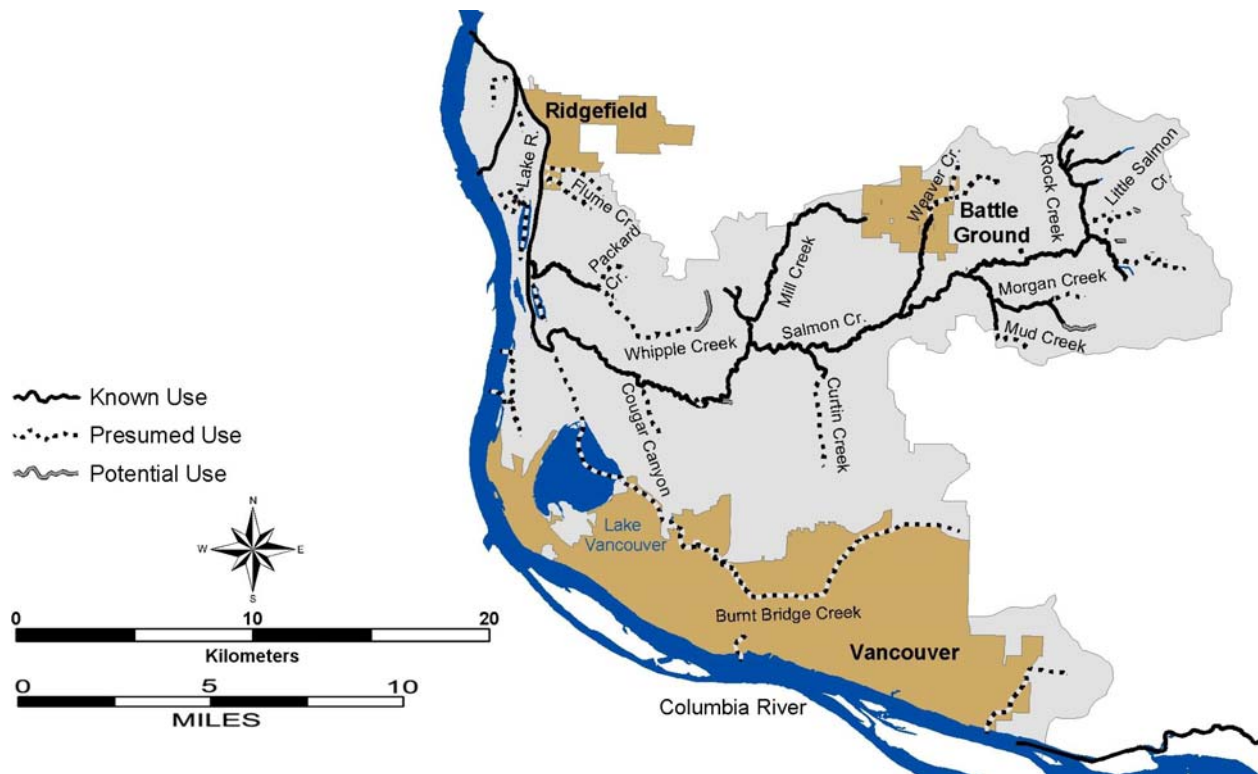 Ridgefield
Lake R.
Flume Cr.
Packard
Cr.
Whipple Creek
Mill Creek
Salmon Cr.
Weaver Cr.
Battle
Ground
Rock Creek
Little Salmon
Cr.
Morgan Creek
Mud Creek
Cougar Canyon
Curtin Creek
Known Use
Presumed Use
Potential Use
N
W
E
S
Lake
Vancouver
Burnt Bridge Creek
Vancouver
Columbia River
0 10 20
Kilometers
0 5 10
MILES